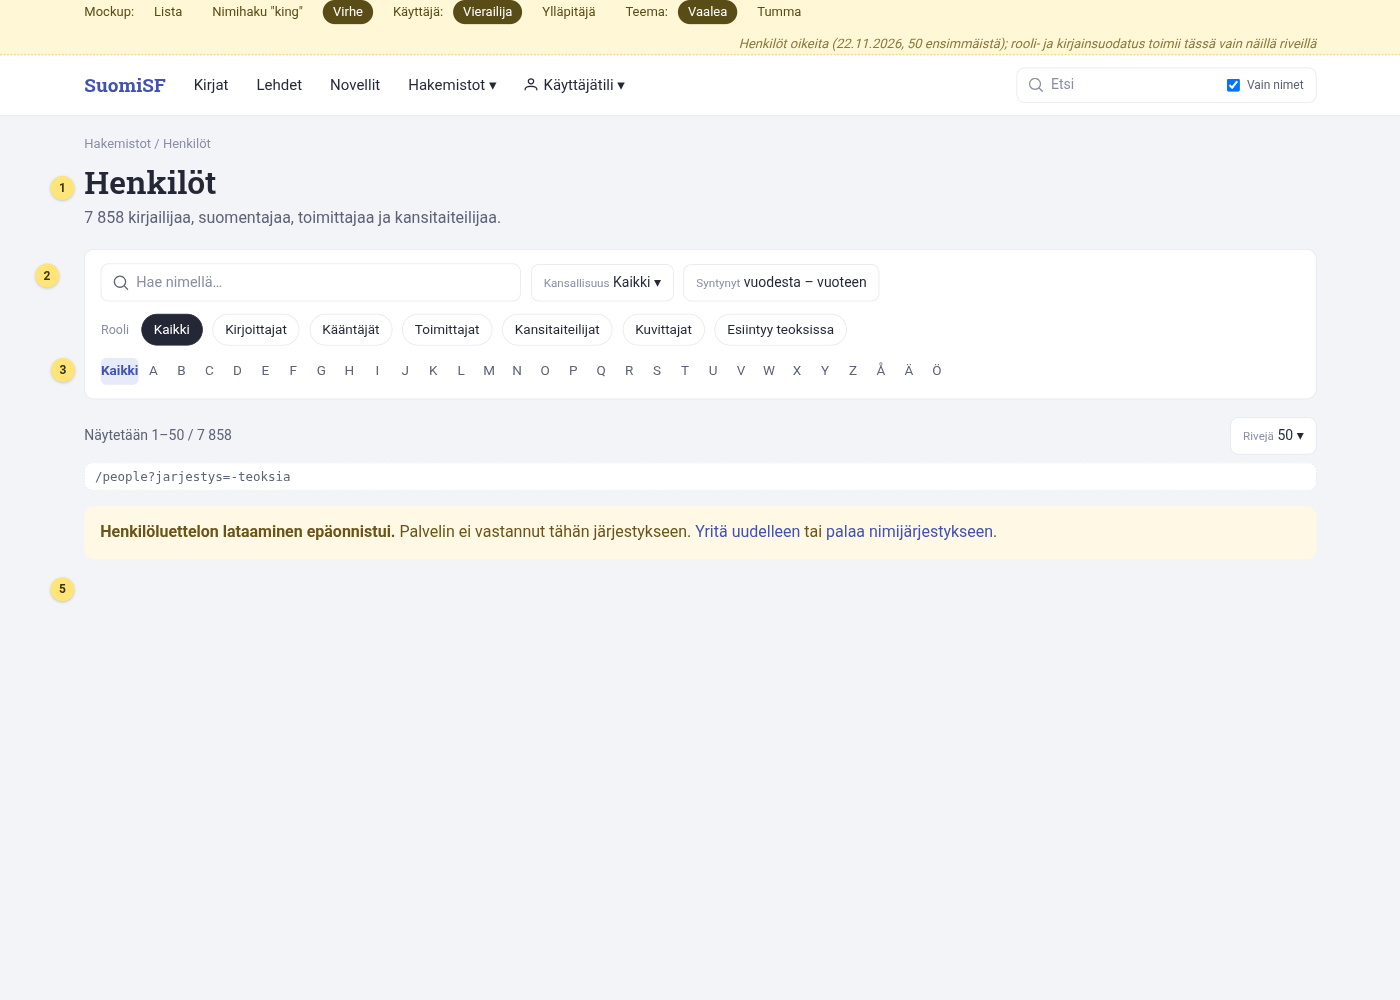 Mockup: Lista Nimihaku "king" Virhe Käyttäjä: Vierailija Ylläpitäjä Teema: Vaalea Tumma
Henkilöt oikeita (22.11.2026, 50 ensimmäistä); rooli- ja kirjainsuodatus toimii tässä vain näillä riveillä
SuomiSF Kirjat Lehdet Novellit Hakemistot ▾ Käyttäjätili ▾ Etsi Vain nimet
Hakemistot / Henkilöt
1 Henkilöt
7 858 kirjailijaa, suomentajaa, toimittajaa ja kansitaiteilijaa.
2 Hae nimellä… Kansallisuus Kaikki ▾ Syntynyt vuodesta – vuoteen
Rooli Kaikki Kirjoittajat Kääntäjät Toimittajat Kansitaiteilijat Kuvittajat Esiintyy teoksissa
3 Kaikki A B C D E F G H I J K L M N O P Q R S T U V W X Y Z Å Ä Ö
Näytetään 1–50 / 7 858 Rivejä 50 ▾
/people?jarjestys=-teoksia
Henkilöluettelon lataaminen epäonnistui. Palvelin ei vastannut tähän järjestykseen. Yritä uudelleen tai palaa nimijärjestykseen.
5